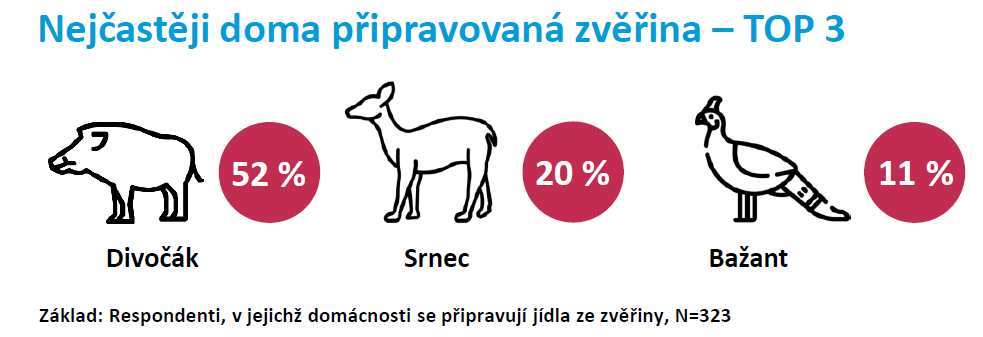 Nejčastěji doma připravovaná zvěřina – TOP 3
52 %
20 %
11 %
Divočák
Srnec
Bažant
Základ: Respondenti, v jejichž domácnosti se připravují jídla ze zvěřiny, N=323